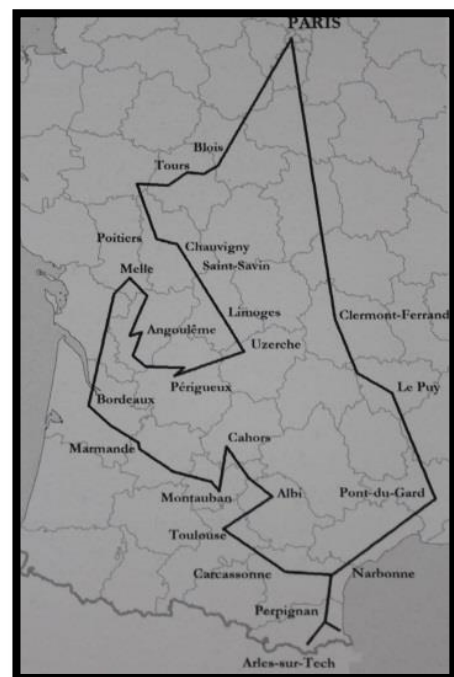 PARIS
Blois
Tours
Poitiers
Chauvigny
Saint-Savin
Melle
Limoges
Angoulême
Clermont-Ferrand
Uzerche
Périgueux
Le Puy
Bordeaux
Cahors
Marmande
Montauban
Albi
Pont-du-Gard
Toulouse
Carcassonne
Narbonne
Perpignan
Arles-sur-Tech